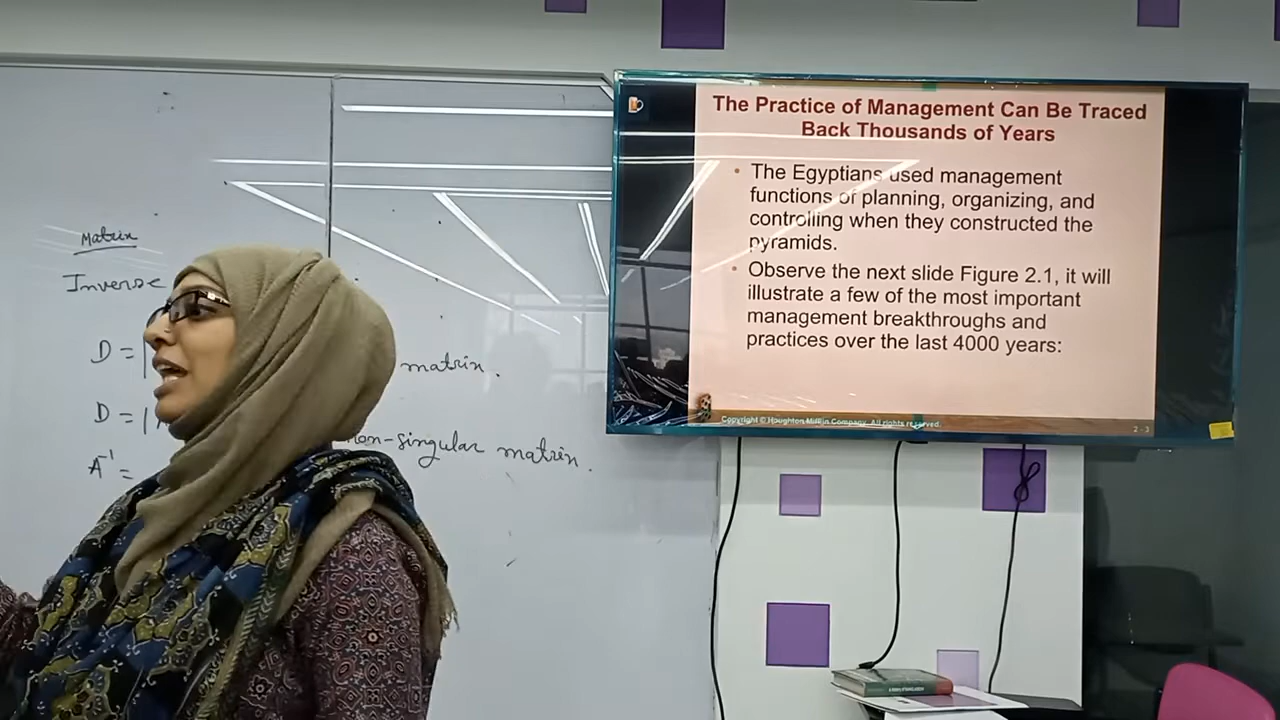 Matrix
Inverse
D = |
matrix.
D = |
non-singular matrix.
A⁻¹ =
The Practice of Management Can Be Traced
Back Thousands of Years
• The Egyptians used management
functions of planning, organizing, and
controlling when they constructed the
pyramids.
• Observe the next slide Figure 2.1, it will
illustrate a few of the most important
management breakthroughs and
practices over the last 4000 years:
Copyright © Houghton Mifflin Company. All rights reserved.
2 - 3